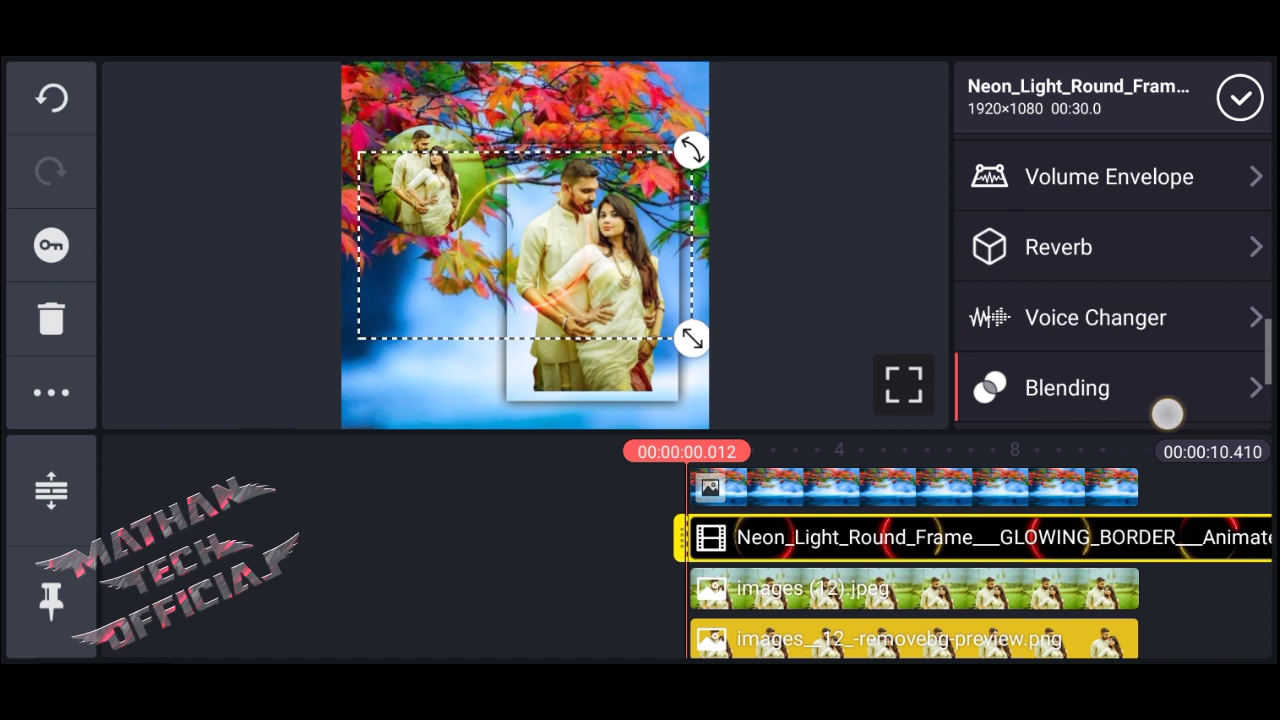 Neon_Light_Round_Fram...
1920×1080 00:30.0
Volume Envelope
Reverb
Voice Changer
Blending
00:00:00.012
4
8
00:00:10.410
Neon_Light_Round_Frame___GLOWING_BORDER___Animate
images (12).jpeg
images__12_-removebg-preview.png
MATHAN
TECH
OFFICIAL